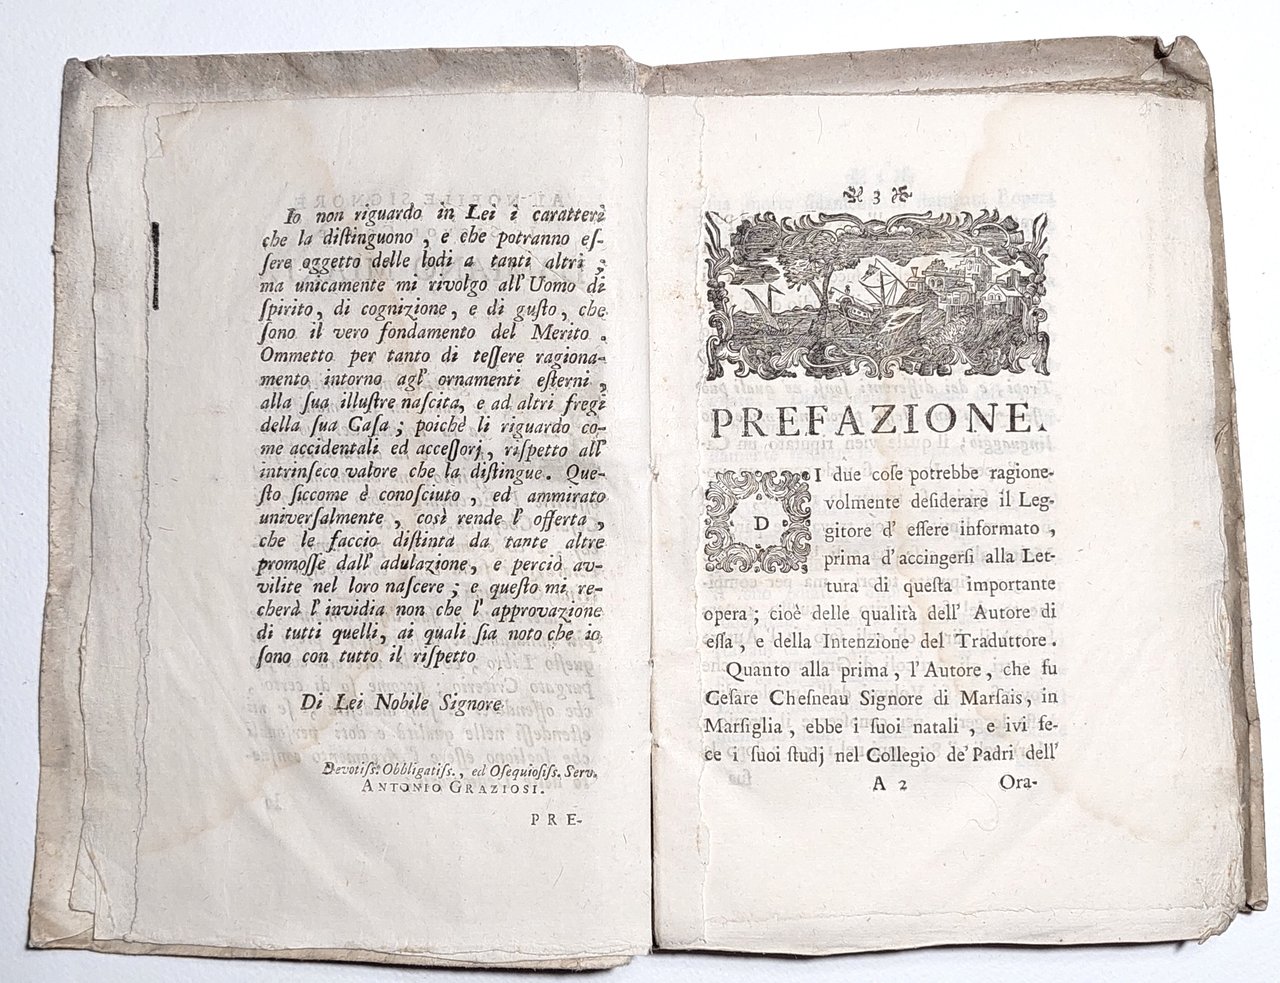 Io non riguardo in Lei i caratteri
che la diſtinguono, e che potranno eſ-
ſere oggetto delle lodi a tanti altri;
ma unicamente mi rivolgo all' Uomo di
ſpirito, di cognizione, e di guſto, che
ſono il vero fondamento del Merito.
Ommetto per tanto di teſſere ragiona-
mento intorno agl' ornamenti eſterni,
alla ſua illuſtre naſcita, e ad altri fregi
della ſua Caſa; poichè li riguardo co-
me accidentali ed acceſſorj, riſpetto all'
intrinſeco valore che la diſtingue. Que-
ſto ſiccome è conoſciuto, ed ammirato
univerſalmente, così rende l' offerta,
che le faccio diſtinta da tante altre
promoſſe dall' adulazione, e perciò av-
vilite nel loro naſcere; e queſto mi re-
cherà l' invidia non che l' approvazione
di tutti quelli, ai quali ſia noto che io
ſono con tutto il riſpetto
Di Lei Nobile Signore
Devotiſs. Obbligatiſs., ed Oſequioſiſs. Serv.
ANTONIO GRAZIOSI.
PRE-
3
PREFAZIONE.
DI due coſe potrebbe ragione-
volmente deſiderare il Leg-
gitore d' eſſere informato,
prima d' accingerſi alla Let-
tura di queſta importante
opera; cioè delle qualità dell' Autore di
eſſa, e della Intenzione del Traduttore.
Quanto alla prima, l' Autore, che fu
Ceſare Cheſneau Signore di Marſais, in
Marſiglia, ebbe i ſuoi natali, e ivi fe-
ce i ſuoi ſtudj nel Collegio de' Padri dell'
A 2 Ora-